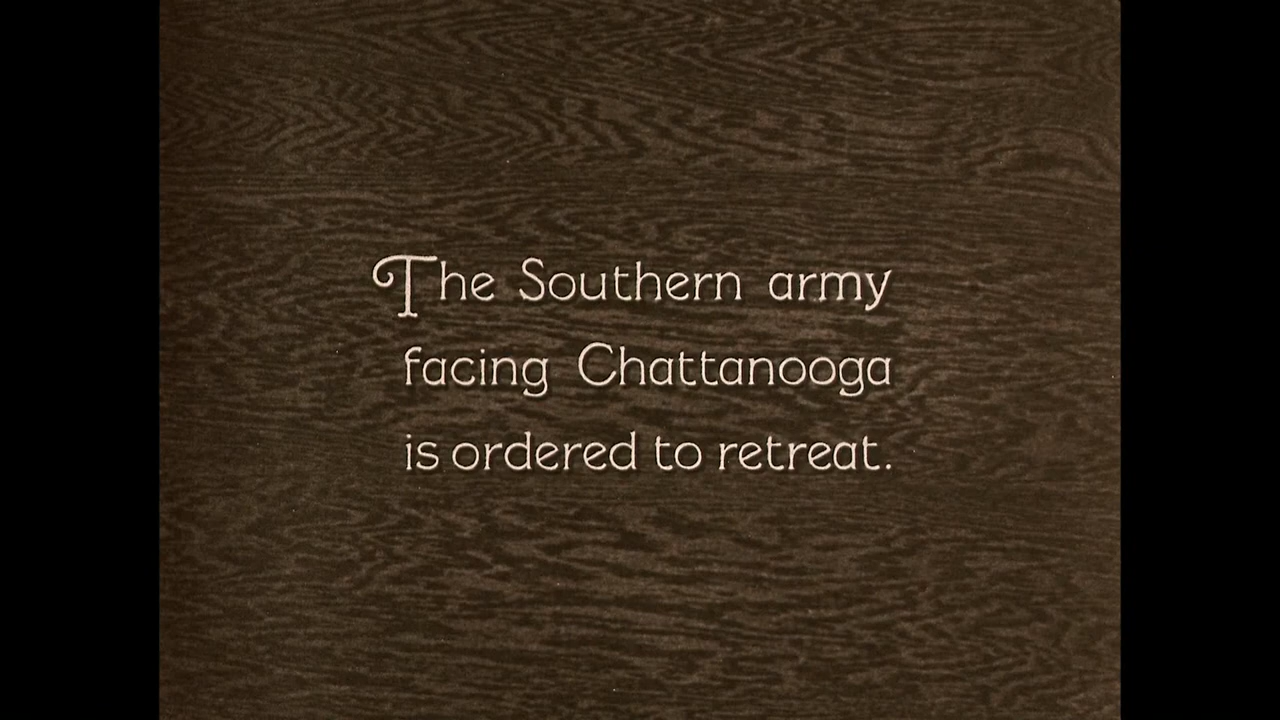 The Southern army
facing Chattanooga
is ordered to retreat.